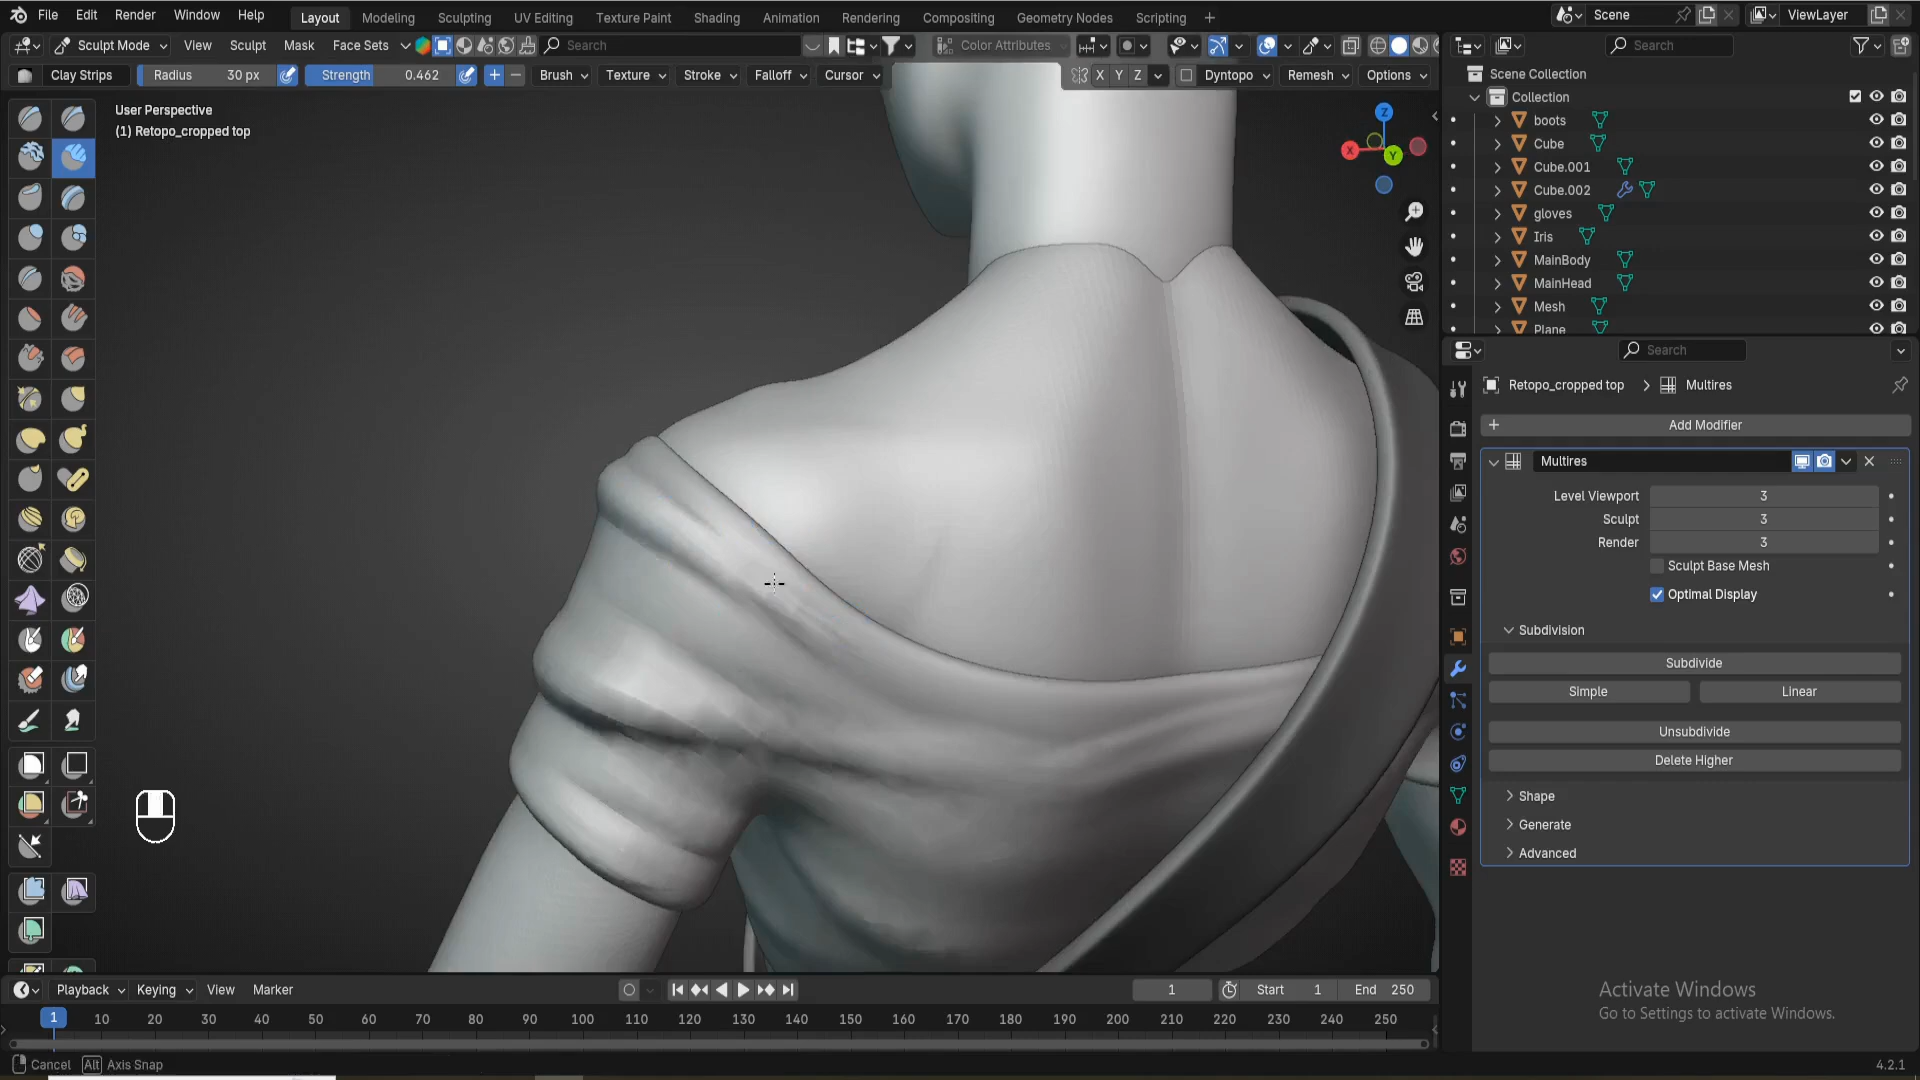 File Edit Render Window Help Layout Modeling Sculpting UV Editing Texture Paint Shading Animation Rendering Compositing Geometry Nodes Scripting + Scene ViewLayer
Sculpt Mode View Sculpt Mask Face Sets Search Color Attributes Search
Clay Strips Radius 30 px Strength 0.462 Brush Texture Stroke Falloff Cursor X Y Z Dyntopo Remesh Options
User Perspective
(1) Retopo_cropped top
Z
X
Y
Scene Collection
Collection
boots
Cube
Cube.001
Cube.002
gloves
Iris
MainBody
MainHead
Mesh
Plane
Search
Retopo_cropped top > Multires
+ Add Modifier
Multires
Level Viewport 3
Sculpt 3
Render 3
Sculpt Base Mesh
Optimal Display
Subdivision
Subdivide
Simple Linear
Unsubdivide
Delete Higher
Shape
Generate
Advanced
Activate Windows
Go to Settings to activate Windows.
Playback Keying View Marker 1 Start 1 End 250
1 10 20 30 40 50 60 70 80 90 100 110 120 130 140 150 160 170 180 190 200 210 220 230 240 250
Cancel Alt Axis Snap 4.2.1